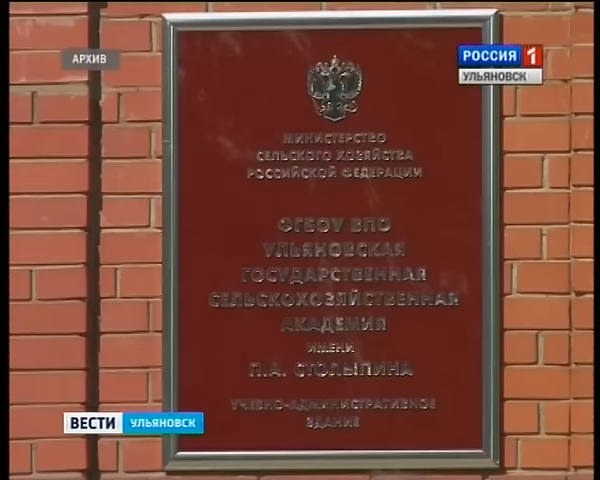 АРХИВ
РОССИЯ 1
УЛЬЯНОВСК
МИНИСТЕРСТВО
СЕЛЬСКОГО ХОЗЯЙСТВА
РОССИЙСКОЙ ФЕДЕРАЦИИ
ФГБОУ ВПО
УЛЬЯНОВСКАЯ
ГОСУДАРСТВЕННАЯ
СЕЛЬСКОХОЗЯЙСТВЕННАЯ
АКАДЕМИЯ
ИМЕНИ
П.А. СТОЛЫПИНА
УЧЕБНО-АДМИНИСТРАТИВНОЕ
ЗДАНИЕ
ВЕСТИ УЛЬЯНОВСК